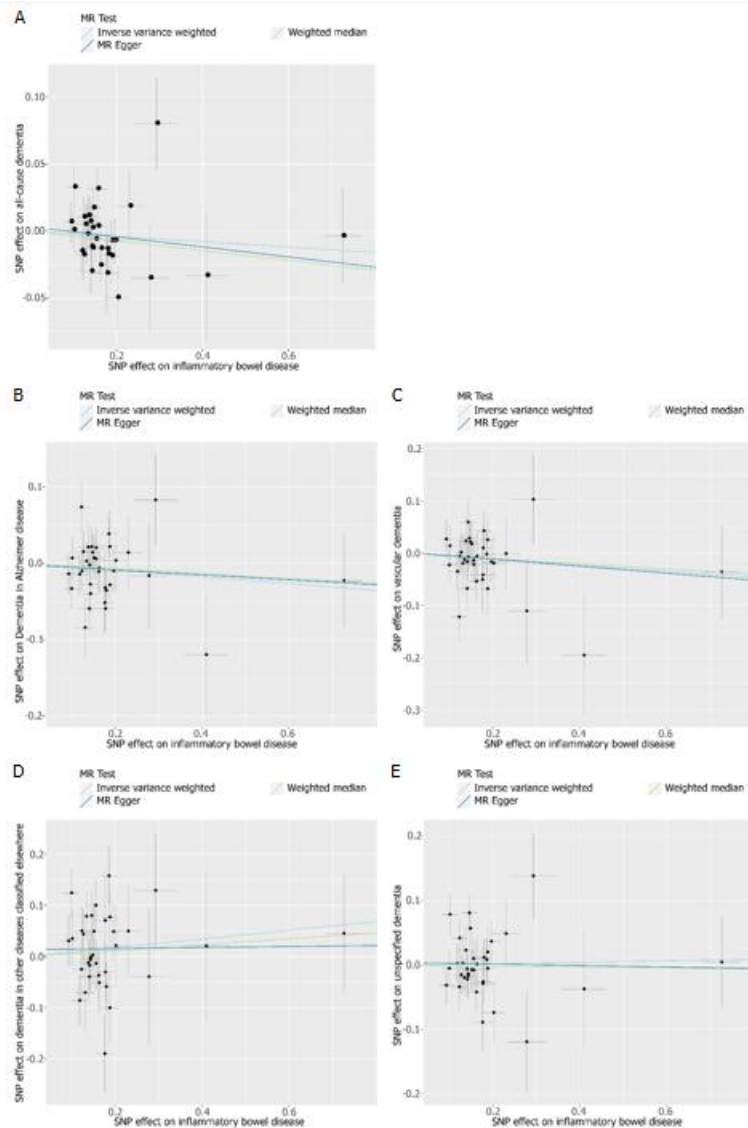 A
MR Test
Inverse variance weighted
Weighted median
MR Egger
SNP effect on all-cause dementia
0.10
0.05
0.00
-0.05
0.2
0.4
0.6
SNP effect on inflammatory bowel disease
B
MR Test
Inverse variance weighted
Weighted median
MR Egger
SNP effect on Dementia in Alzheimer disease
0.1
0.0
-0.5
-0.2
0.2
0.4
0.6
SNP effect on inflammatory bowel disease
C
MR Test
Inverse variance weighted
Weighted median
MR Egger
SNP effect on vascular dementia
0.2
0.1
-0.0
-0.1
-0.2
-0.3
0.2
0.4
0.6
SNP effect on inflammatory bowel disease
D
MR Test
Inverse variance weighted
Weighted median
MR Egger
SNP effect on dementia in other diseases classified elsewhere
0.2
0.1
0.0
-0.1
-0.2
0.2
0.4
0.6
SNP effect on inflammatory bowel disease
E
MR Test
Inverse variance weighted
Weighted median
MR Egger
SNP effect on unspecified dementia
0.2
0.1
-0.0
-0.1
-0.2
0.2
0.4
0.6
SNP effect on inflammatory bowel disease